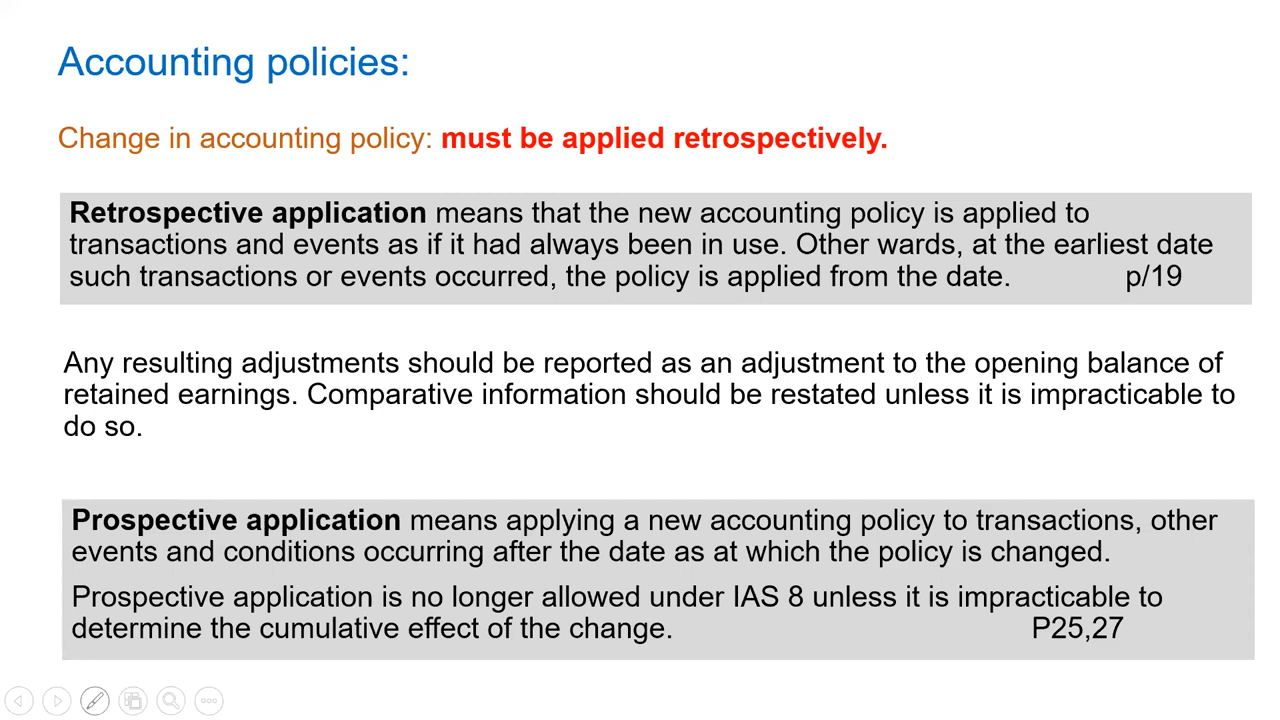 Accounting policies:
Change in accounting policy: must be applied retrospectively.
Retrospective application means that the new accounting policy is applied to
transactions and events as if it had always been in use. Other wards, at the earliest date
such transactions or events occurred, the policy is applied from the date. p/19
Any resulting adjustments should be reported as an adjustment to the opening balance of
retained earnings. Comparative information should be restated unless it is impracticable to
do so.
Prospective application means applying a new accounting policy to transactions, other
events and conditions occurring after the date as at which the policy is changed.
Prospective application is no longer allowed under IAS 8 unless it is impracticable to
determine the cumulative effect of the change. P25,27